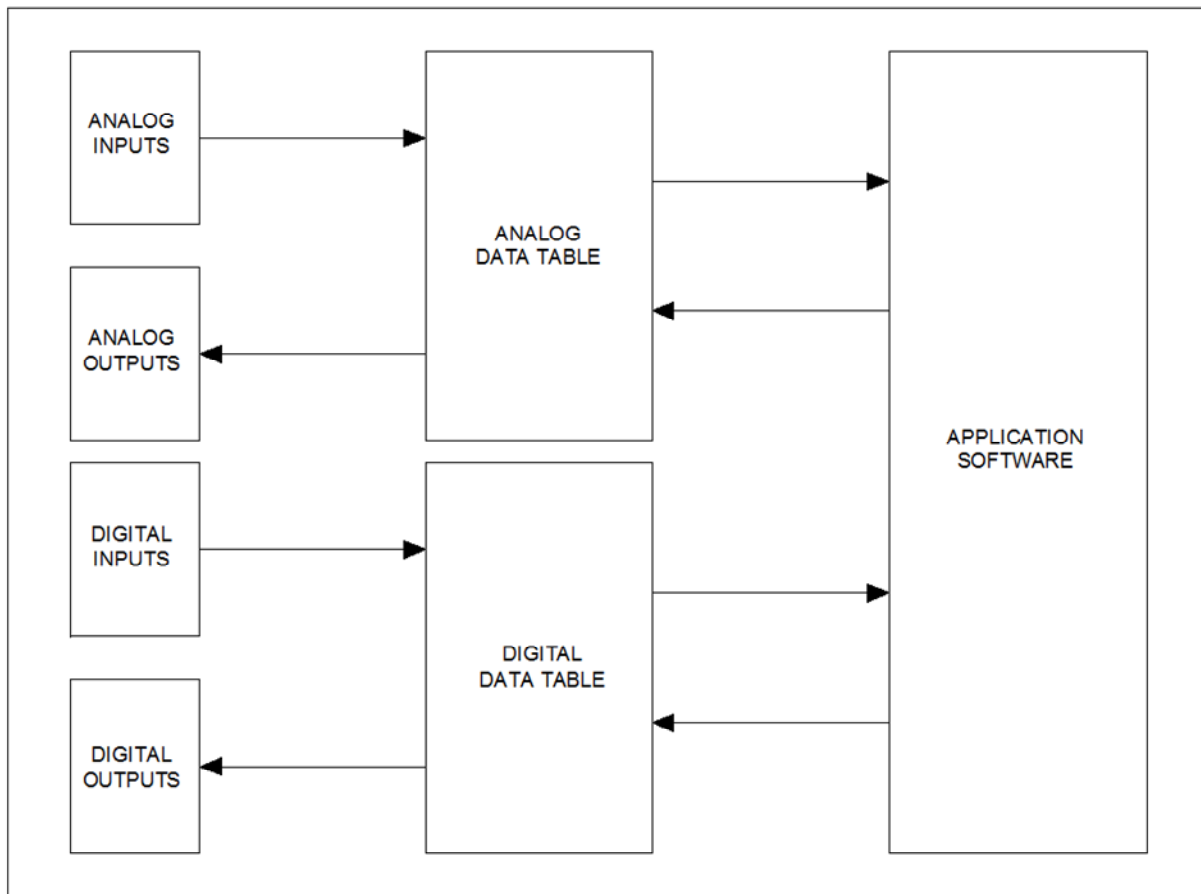 ANALOG
INPUTS
ANALOG
DATA TABLE
ANALOG
OUTPUTS
APPLICATION
SOFTWARE
DIGITAL
INPUTS
DIGITAL
DATA TABLE
DIGITAL
OUTPUTS